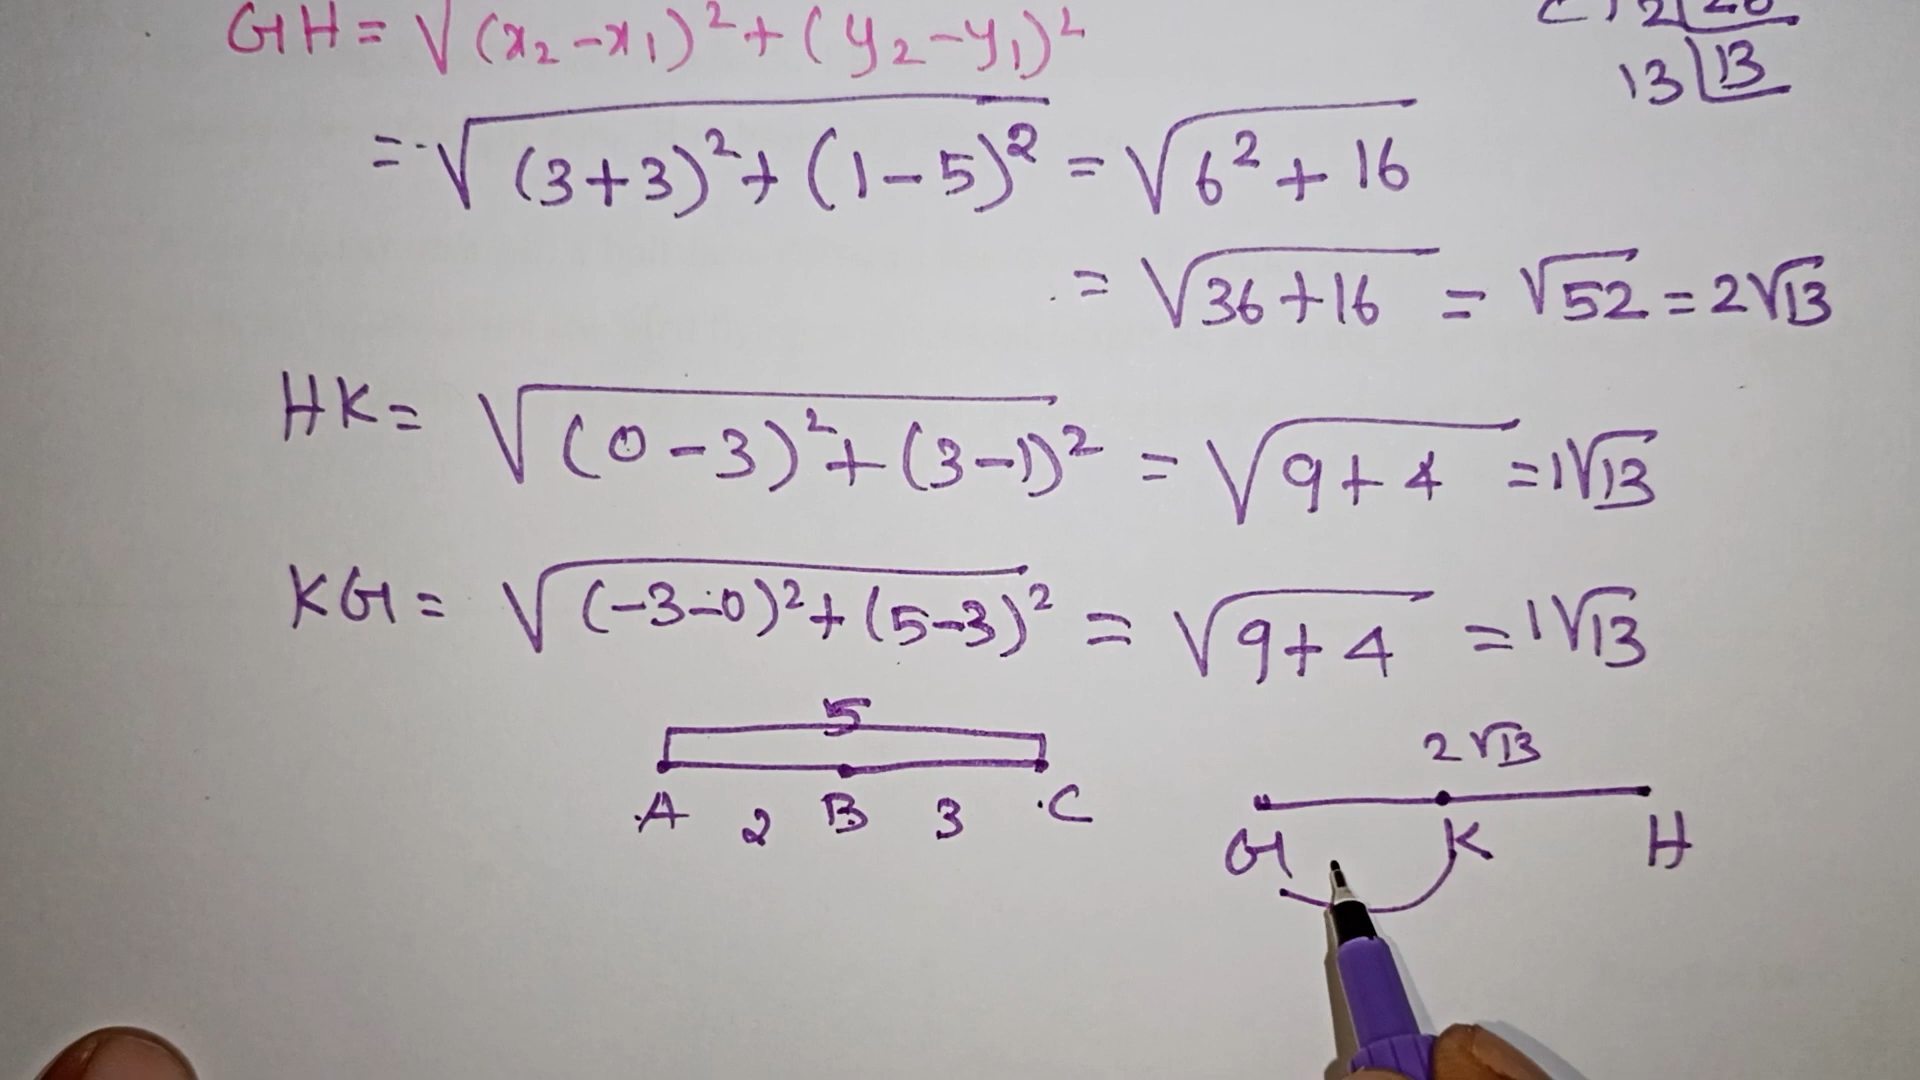 GH = √(x₂-x₁)²+(y₂-y₁)²
2 26
13 13
= √(3+3)²+(1-5)² = √6²+16
= √36+16 = √52 = 2√13
HK = √(0-3)²+(3-1)² = √9+4 = 1√13
KG = √(-3-0)²+(5-3)² = √9+4 = 1√13
5
2√13
A 2 B 3 C
G K H